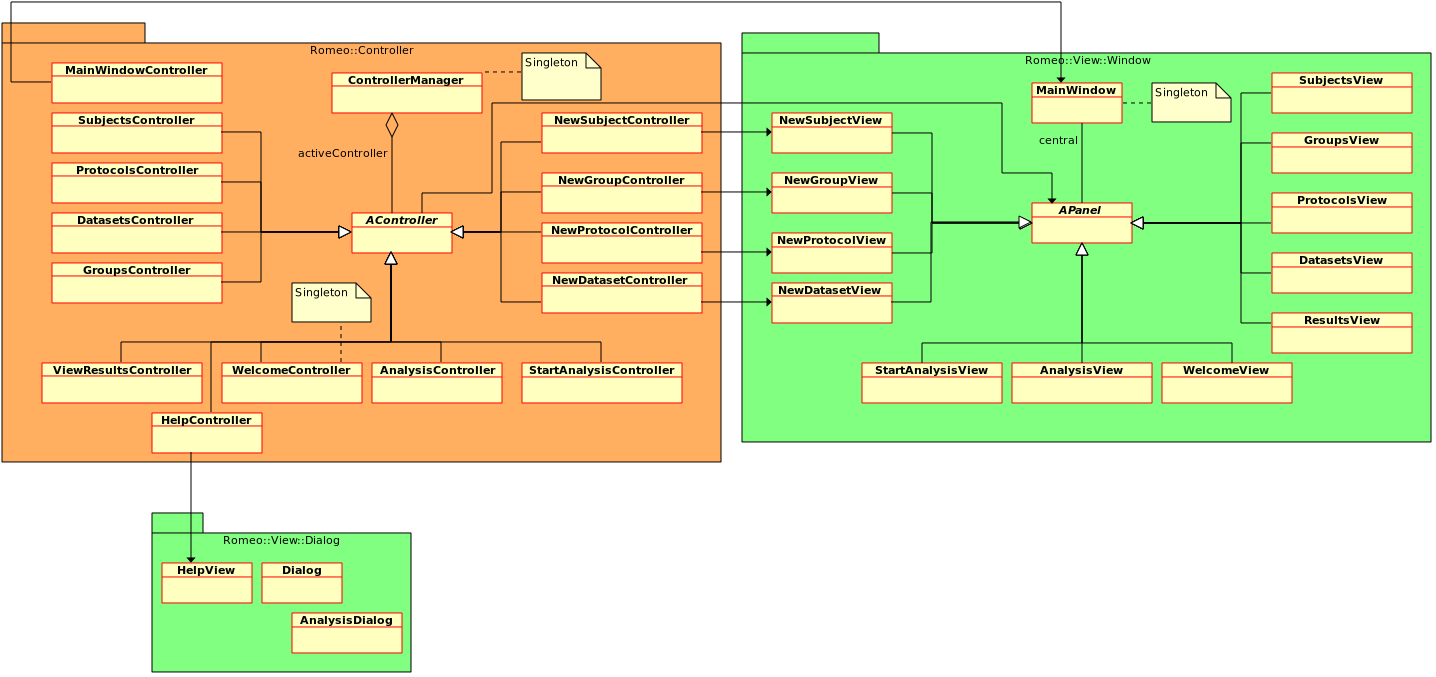 Romeo::Controller
MainWindowController
ControllerManager
Singleton
SubjectsController
ProtocolsController
DatasetsController
GroupsController
activeController
AController
NewSubjectController
NewGroupController
NewProtocolController
NewDatasetController
Singleton
ViewResultsController
WelcomeController
AnalysisController
StartAnalysisController
HelpController
Romeo::View::Window
MainWindow
Singleton
central
NewSubjectView
NewGroupView
NewProtocolView
NewDatasetView
APanel
SubjectsView
GroupsView
ProtocolsView
DatasetsView
ResultsView
StartAnalysisView
AnalysisView
WelcomeView
Romeo::View::Dialog
HelpView
Dialog
AnalysisDialog